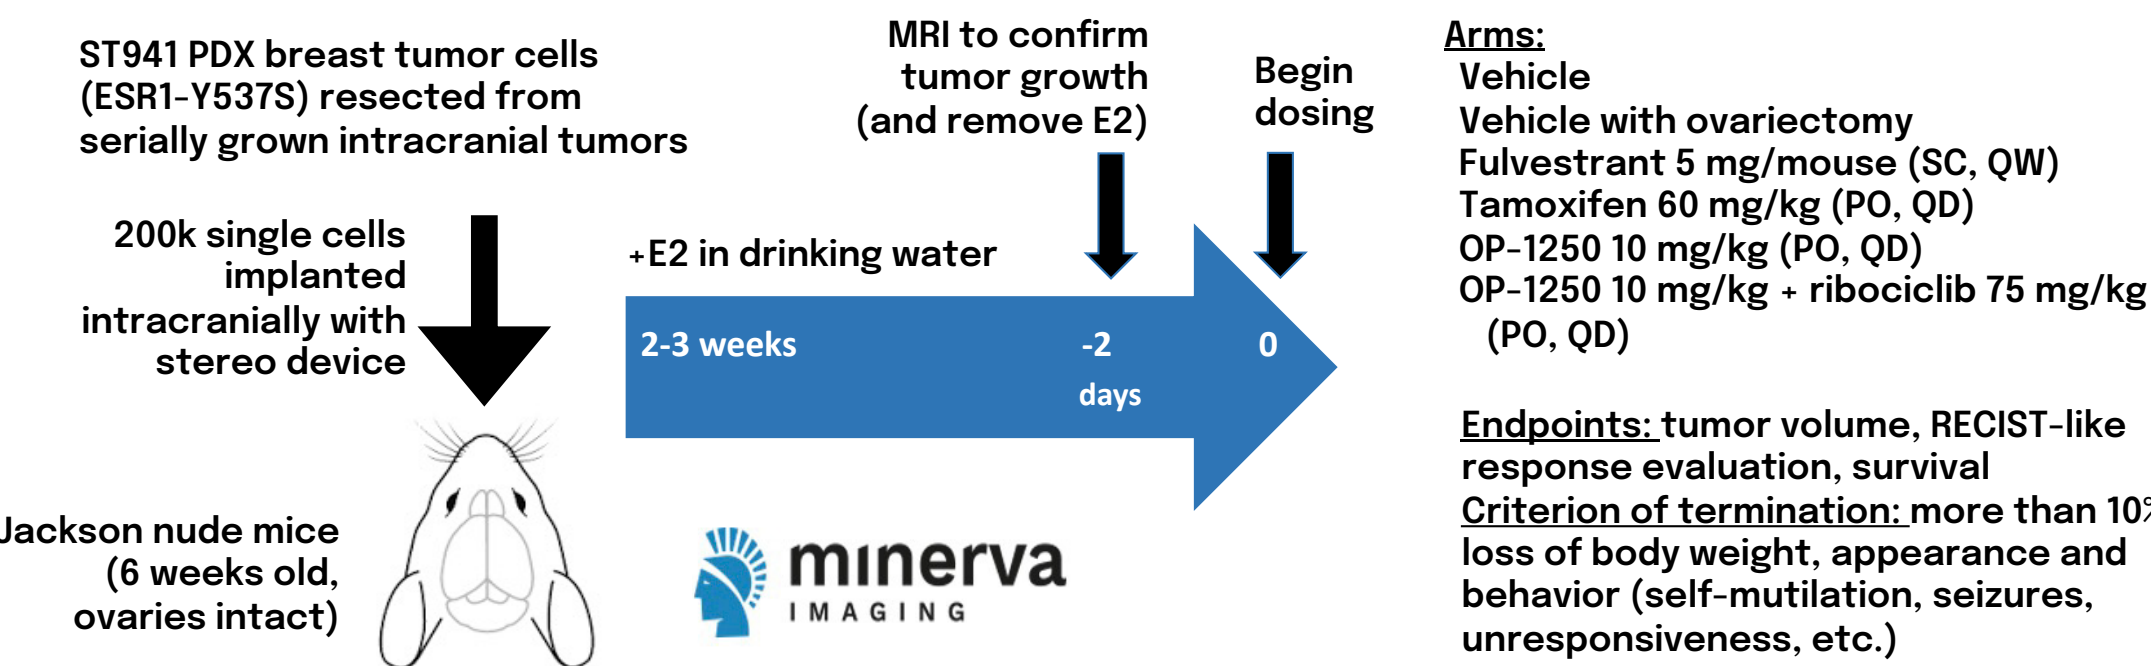 ST941 PDX breast tumor cells
(ESR1-Y537S) resected from
serially grown intracranial tumors
200k single cells
implanted
intracranially with
stereo device
Jackson nude mice
(6 weeks old,
ovaries intact)
MRI to confirm
tumor growth
(and remove E2)
Begin
dosing
+E2 in drinking water
2-3 weeks
-2
days
0
minerva
IMAGING
Arms:
Vehicle
Vehicle with ovariectomy
Fulvestrant 5 mg/mouse (SC, QW)
Tamoxifen 60 mg/kg (PO, QD)
OP-1250 10 mg/kg (PO, QD)
OP-1250 10 mg/kg + ribociclib 75 mg/kg
(PO, QD)
Endpoints: tumor volume, RECIST-like
response evaluation, survival
Criterion of termination: more than 10%
loss of body weight, appearance and
behavior (self-mutilation, seizures,
unresponsiveness, etc.)